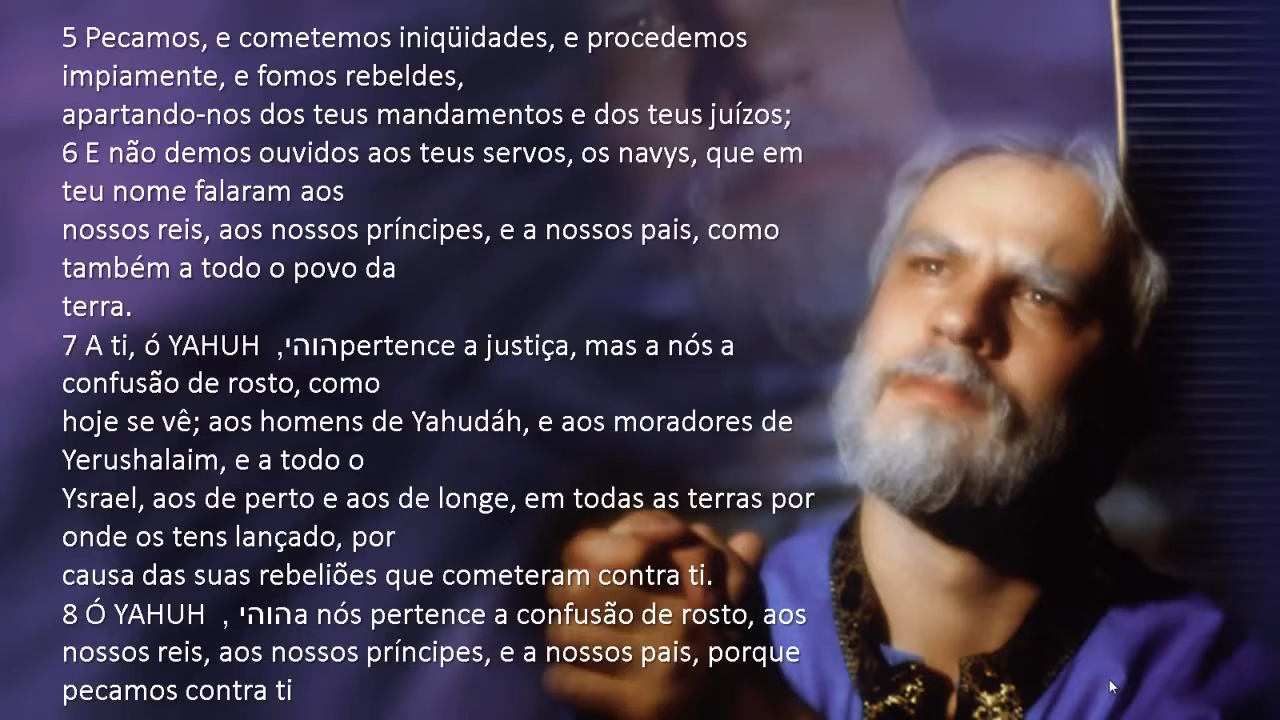 5 Pecamos, e cometemos iniqüidades, e procedemos
impiamente, e fomos rebeldes,
apartando-nos dos teus mandamentos e dos teus juízos;
6 E não demos ouvidos aos teus servos, os navys, que em
teu nome falaram aos
nossos reis, aos nossos príncipes, e a nossos pais, como
também a todo o povo da
terra.
7 A ti, ó YAHUH ,הוהיpertence a justiça, mas a nós a
confusão de rosto, como
hoje se vê; aos homens de Yahudáh, e aos moradores de
Yerushalaim, e a todo o
Ysrael, aos de perto e aos de longe, em todas as terras por
onde os tens lançado, por
causa das suas rebeliões que cometeram contra ti.
8 Ó YAHUH , הוהיa nós pertence a confusão de rosto, aos
nossos reis, aos nossos príncipes, e a nossos pais, porque
pecamos contra ti